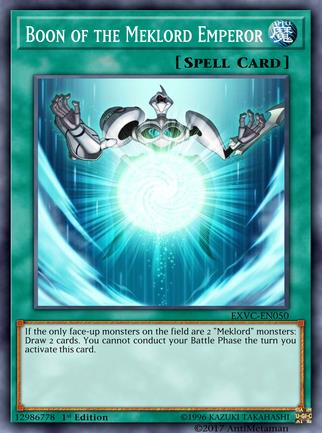 Boon of the Meklord Emperor
[Spell Card]
EXVC-EN050
If the only face-up monsters on the field are 2 "Meklord" monsters:
Draw 2 cards. You cannot conduct your Battle Phase the turn you
activate this card.
12986778 1st Edition ©1996 KAZUKI TAKAHASHI
©2017 AntiMetaman